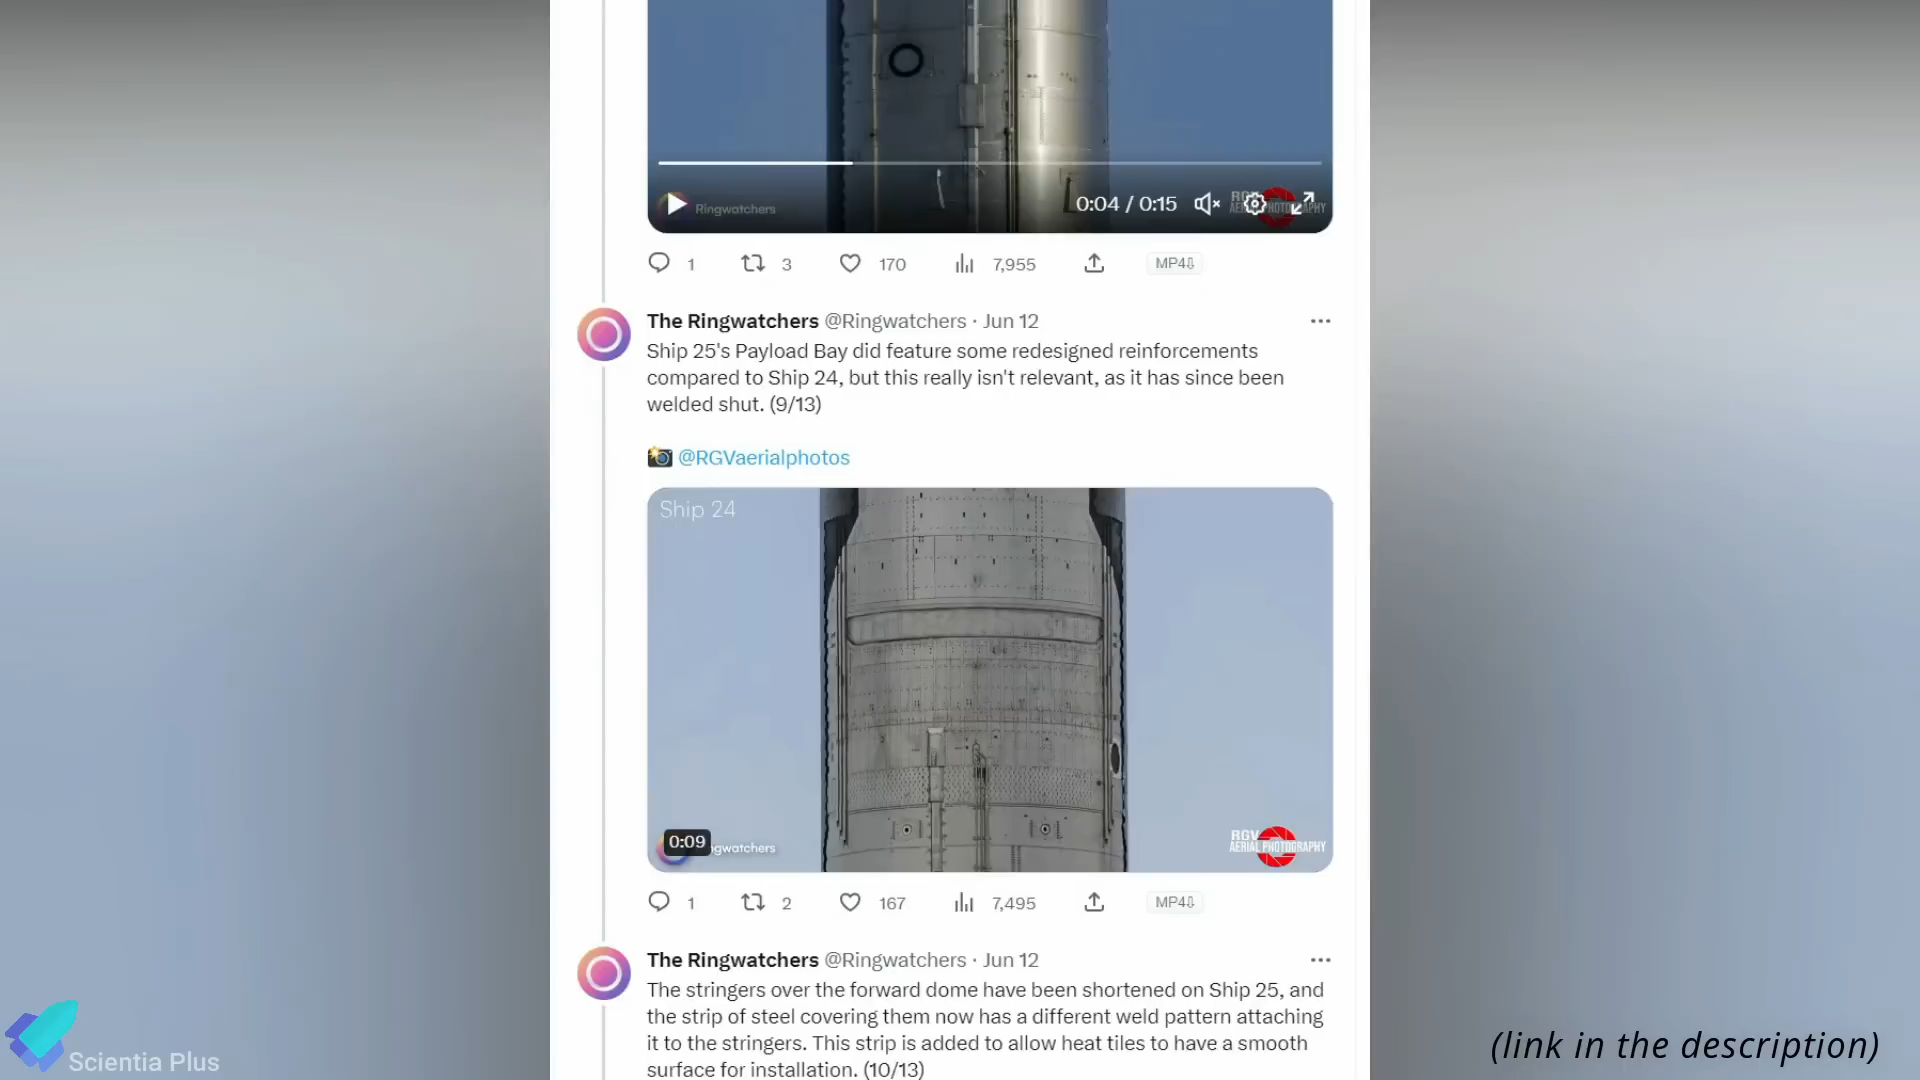 Ringwatchers
0:04 / 0:15
RGV
AERIAL PHOTOGRAPHY
1
3
170
7,955
MP4⇩
The Ringwatchers @Ringwatchers · Jun 12
Ship 25's Payload Bay did feature some redesigned reinforcements
compared to Ship 24, but this really isn't relevant, as it has since been
welded shut. (9/13)
@RGVaerialphotos
Ship 24
0:09
gwatchers
RGV
AERIAL PHOTOGRAPHY
1
2
167
7,495
MP4⇩
The Ringwatchers @Ringwatchers · Jun 12
The stringers over the forward dome have been shortened on Ship 25, and
the strip of steel covering them now has a different weld pattern attaching
it to the stringers. This strip is added to allow heat tiles to have a smooth
surface for installation. (10/13)
Scientia Plus
(link in the description)